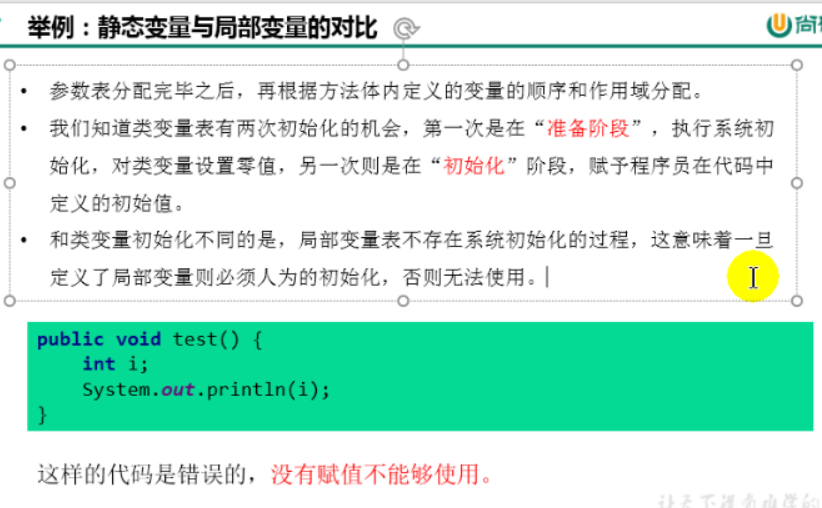 举例：静态变量与局部变量的对比
尚
• 参数表分配完毕之后，再根据方法体内定义的变量的顺序和作用域分配。
• 我们知道类变量表有两次初始化的机会，第一次是在“准备阶段”，执行系统初
始化，对类变量设置零值，另一次则是在“初始化”阶段，赋予程序员在代码中
定义的初始值。
• 和类变量初始化不同的是，局部变量表不存在系统初始化的过程，这意味着一旦
定义了局部变量则必须人为的初始化，否则无法使用。
public void test() {
    int i;
    System.out.println(i);
}
这样的代码是错误的，没有赋值不能够使用。